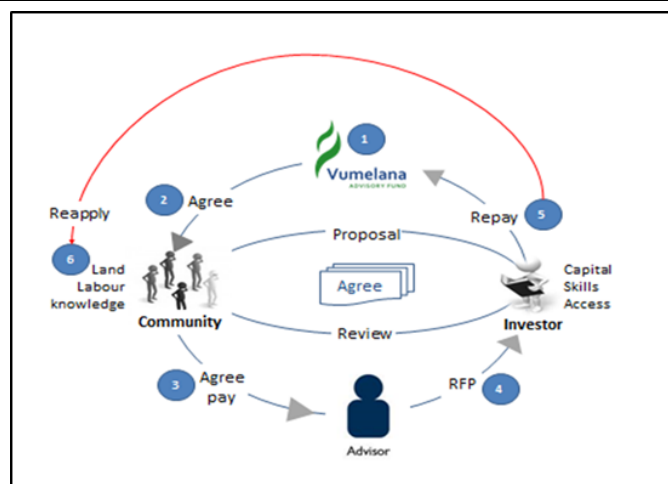 1
Vumelana
ADVISORY FUND
2
Agree
5
Repay
Reapply
Proposal
6
Land
Labour
knowledge
Agree
Capital
Skills
Access
Community
Investor
Review
3
Agree
pay
RFP
4
Advisor